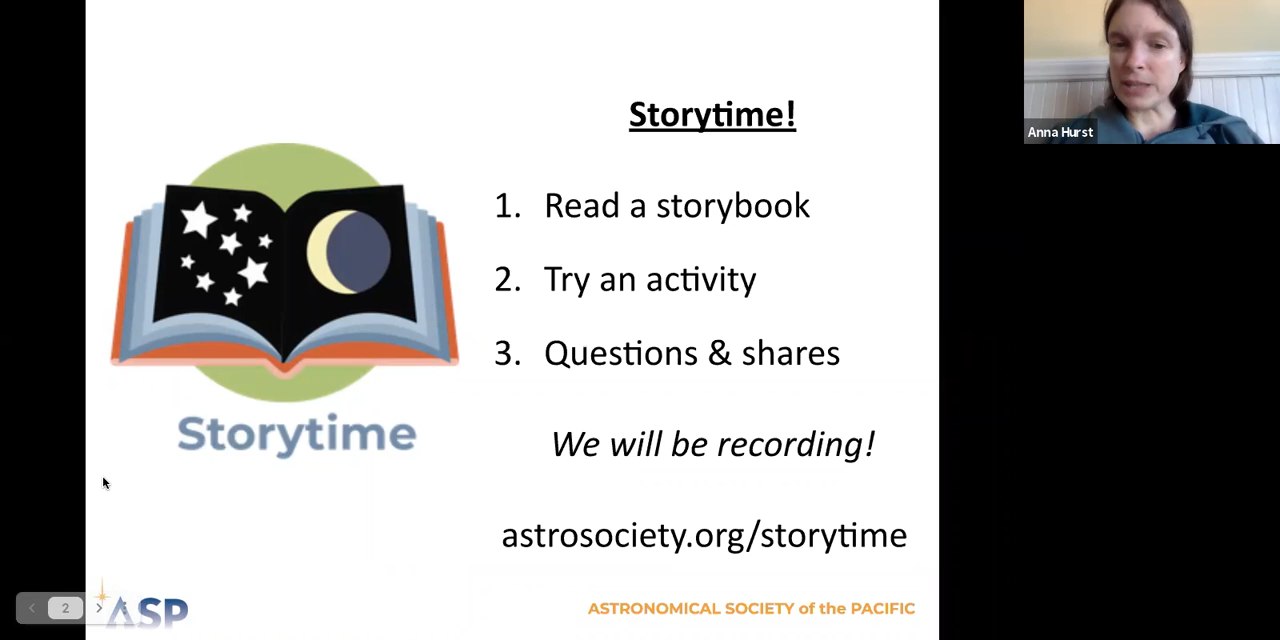 Storytime!
Anna Hurst
1. Read a storybook
2. Try an activity
3. Questions & shares
Storytime
We will be recording!
astrosociety.org/storytime
2
ASP
ASTRONOMICAL SOCIETY of the PACIFIC